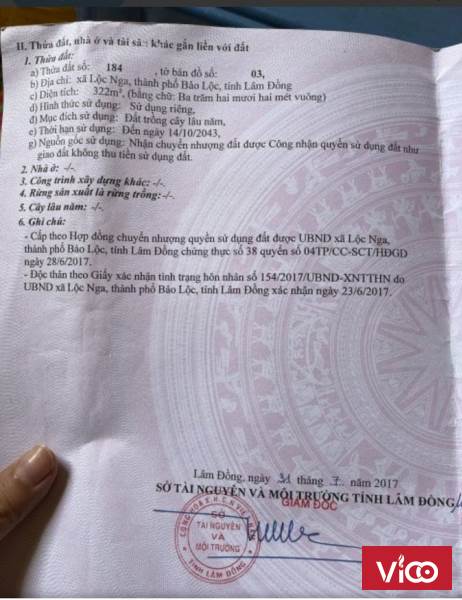 II. Thửa đất, nhà ở và tài sản khác gắn liền với đất
1. Thửa đất:
a) Thửa đất số: 184 , tờ bản đồ số: 03,
b) Địa chỉ: xã Lộc Nga, thành phố Bảo Lộc, tỉnh Lâm Đồng
c) Diện tích: 322m², (bằng chữ: Ba trăm hai mươi hai mét vuông)
d) Hình thức sử dụng: Sử dụng riêng,
đ) Mục đích sử dụng: Đất trồng cây lâu năm,
e) Thời hạn sử dụng: Đến ngày 14/10/2043,
g) Nguồn gốc sử dụng: Nhận chuyển nhượng đất được Công nhận quyền sử dụng đất như
giao đất không thu tiền sử dụng đất.
2. Nhà ở: -/-.
3. Công trình xây dựng khác: -/-.
4. Rừng sản xuất là rừng trồng: -/-.
5. Cây lâu năm: -/-.
6. Ghi chú:
- Cấp theo Hợp đồng chuyển nhượng quyền sử dụng đất được UBND xã Lộc Nga,
thành phố Bảo Lộc, tỉnh Lâm Đồng chứng thực số 38 quyển số 04TP/CC-SCT/HĐGD
ngày 28/6/2017.
- Độc thân theo Giấy xác nhận tình trạng hôn nhân số 154/2017/UBND-XNTTHN do
UBND xã Lộc Nga, thành phố Bảo Lộc, tỉnh Lâm Đồng xác nhận ngày 23/6/2017.
Lâm Đồng, ngày 31 tháng 7 năm 2017
SỞ TÀI NGUYÊN VÀ MÔI TRƯỜNG TỈNH LÂM ĐỒNG
GIÁM ĐỐC
SỞ
TÀI NGUYÊN
VÀ
MÔI TRƯỜNG
TỈNH LÂM ĐỒNG
Vico